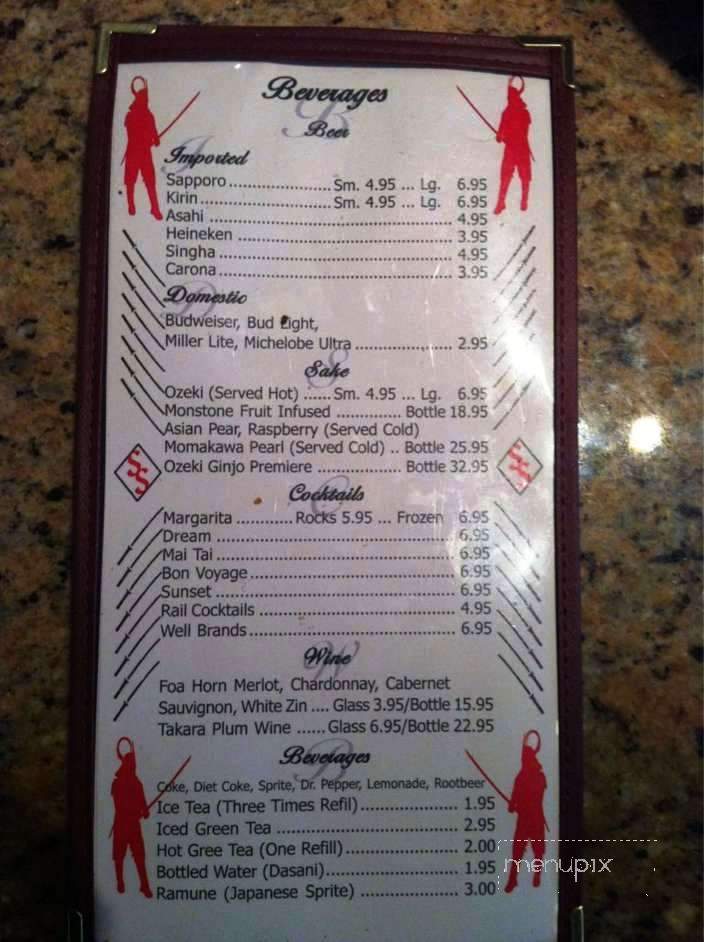 Beverages
Beer
Imported
Sapporo ........................ Sm. 4.95 ... Lg. 6.95
Kirin ........................ Sm. 4.95 ... Lg. 6.95
Asahi ........................ 4.95
Heineken ........................ 3.95
Singha ........................ 4.95
Carona ........................ 3.95
Domestic
Budweiser, Bud Light,
Miller Lite, Michelobe Ultra ...................... 2.95
Sake
Ozeki (Served Hot) ...... Sm. 4.95 ... Lg. 6.95
Monstone Fruit Infused .............. Bottle 18.95
Asian Pear, Raspberry (Served Cold)
Momakawa Pearl (Served Cold) .. Bottle 25.95
Ozeki Ginjo Premiere .................. Bottle 32.95
Cocktails
Margarita ............ Rocks 5.95 ... Frozen 6.95
Dream ........................ 6.95
Mai Tai ........................ 6.95
Bon Voyage ........................ 6.95
Sunset ........................ 6.95
Rail Cocktails ........................ 4.95
Well Brands ........................ 6.95
Wine
Foa Horn Merlot, Chardonnay, Cabernet
Sauvignon, White Zin .... Glass 3.95/Bottle 15.95
Takara Plum Wine ...... Glass 6.95/Bottle 22.95
Beverages
Coke, Diet Coke, Sprite, Dr. Pepper, Lemonade, Rootbeer
Ice Tea (Three Times Refil) ...................... 1.95
Iced Green Tea ........................ 2.95
Hot Gree Tea (One Refill) ........................ 2.00
Bottled Water (Dasani) ........................ 1.95
Ramune (Japanese Sprite) ...................... 3.00
menupix